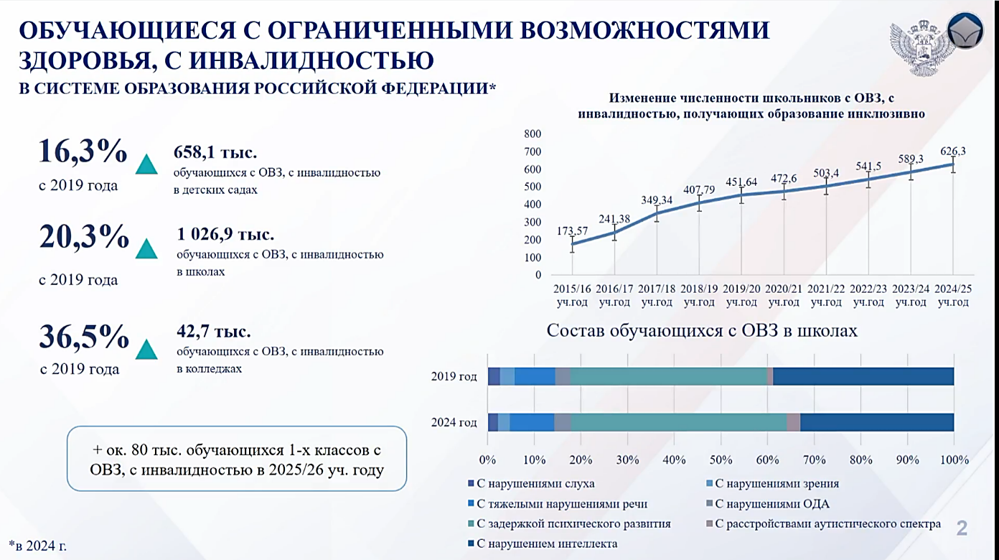 ОБУЧАЮЩИЕСЯ С ОГРАНИЧЕННЫМИ ВОЗМОЖНОСТЯМИ
ЗДОРОВЬЯ, С ИНВАЛИДНОСТЬЮ
В СИСТЕМЕ ОБРАЗОВАНИЯ РОССИЙСКОЙ ФЕДЕРАЦИИ*
16,3%
с 2019 года
658,1 тыс.
обучающихся с ОВЗ, с инвалидностью
в детских садах
20,3%
с 2019 года
1 026,9 тыс.
обучающихся с ОВЗ, с инвалидностью
в школах
36,5%
с 2019 года
42,7 тыс.
обучающихся с ОВЗ, с инвалидностью
в колледжах
+ ок. 80 тыс. обучающихся 1-х классов с
ОВЗ, с инвалидностью в 2025/26 уч. году
*в 2024 г.
Изменение численности школьников с ОВЗ, с
инвалидностью, получающих образование инклюзивно
800
700
600
500
400
300
200
100
0
173,57 241,38 349,34 407,79 451,64 472,6 503,4 541,5 589,3 626,3
2015/16 2016/17 2017/18 2018/19 2019/20 2020/21 2021/22 2022/23 2023/24 2024/25
уч.год уч.год уч.год уч.год уч.год уч.год уч.год уч.год уч.год уч.год
Состав обучающихся с ОВЗ в школах
2019 год
2024 год
0% 10% 20% 30% 40% 50% 60% 70% 80% 90% 100%
С нарушениями слуха С нарушениями зрения
С тяжелыми нарушениями речи С нарушениями ОДА
С задержкой психического развития С расстройствами аутистического спектра
С нарушением интеллекта
2